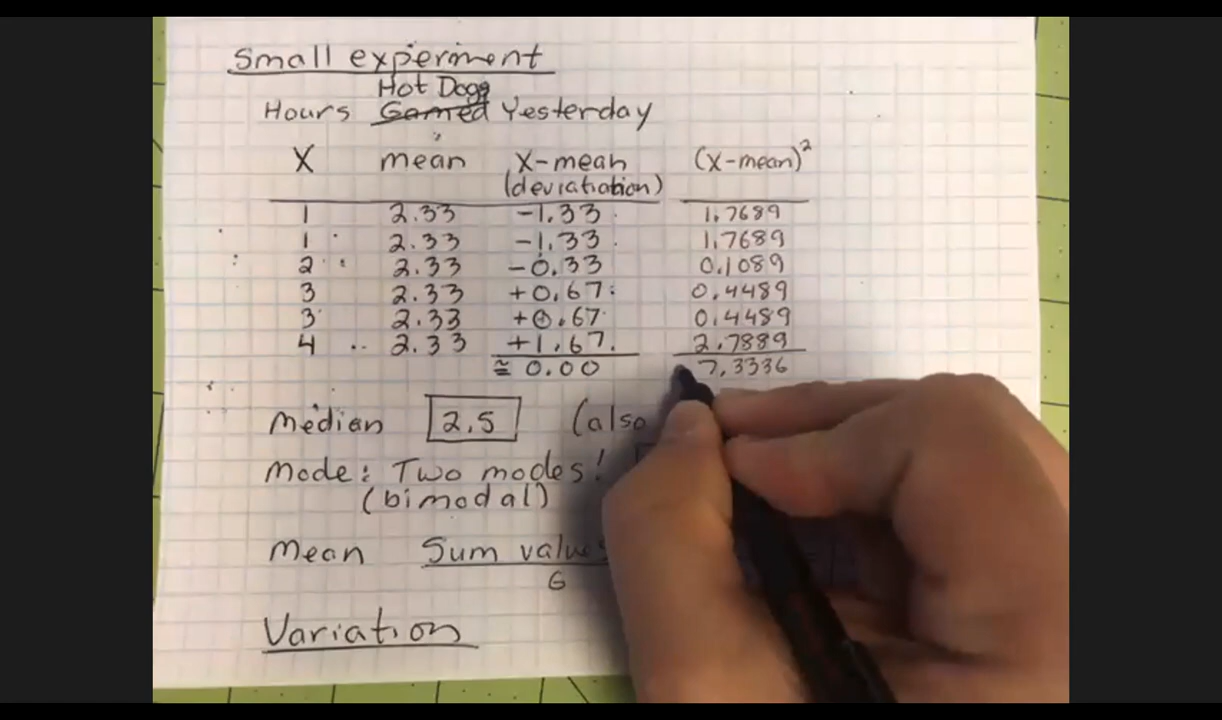 Small experiment
Hot Dogs
Hours Gamed Yesterday
X mean X-mean (X-mean)²
(deviatiation)
1 2.33 -1.33 1.7689
1 2.33 -1.33 1.7689
2 2.33 -0.33 0.1089
3 2.33 +0.67 0.4489
3 2.33 +0.67 0.4489
4 2.33 +1.67 2.7889
≅ 0.00 7.3336
Median 2.5 (also
Mode: Two modes!
(bimodal)
Mean Sum values
6
Variation